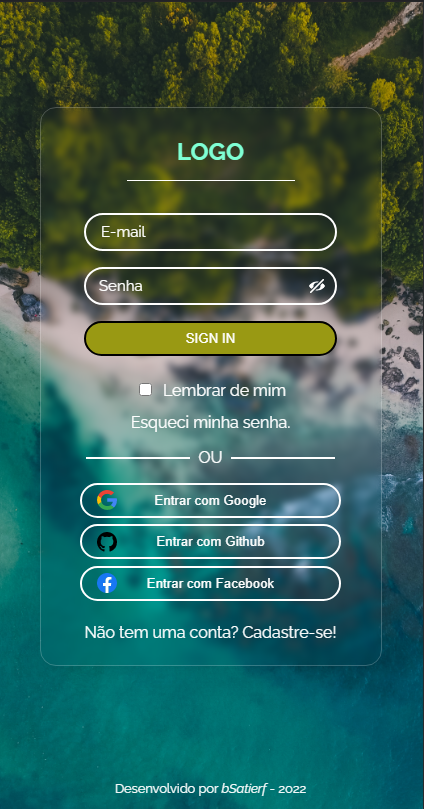 LOGO
E-mail
Senha
SIGN IN
Lembrar de mim
Esqueci minha senha.
OU
Entrar com Google
Entrar com Github
Entrar com Facebook
Não tem uma conta? Cadastre-se!
Desenvolvido por bSatierf - 2022